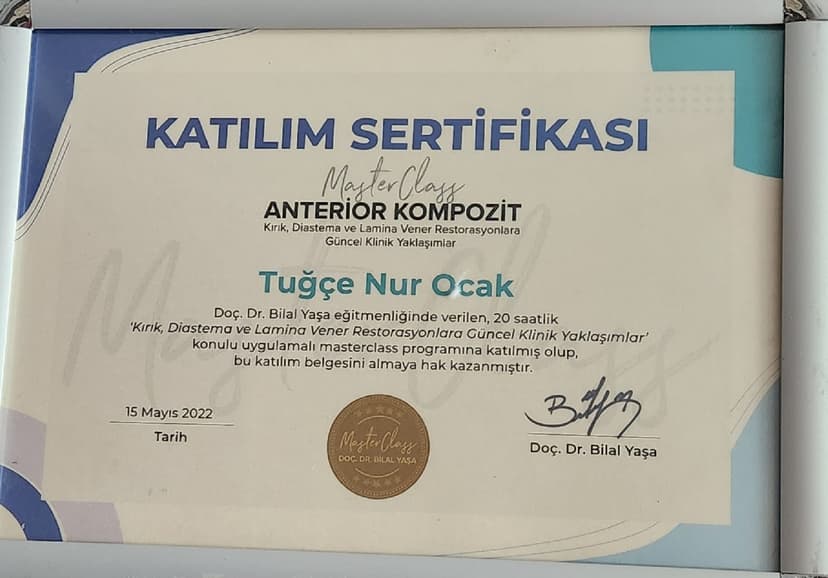 KATILIM SERTİFİKASI
MasterClass
ANTERİOR KOMPOZİT
Kırık, Diastema ve Lamina Vener Restorasyonlara
Güncel Klinik Yaklaşımlar
Tuğçe Nur Ocak
Doç. Dr. Bilal Yaşa eğitmenliğinde verilen, 20 saatlik
'Kırık, Diastema ve Lamina Vener Restorasyonlara Güncel Klinik Yaklaşımlar'
konulu uygulamalı masterclass programına katılmış olup,
bu katılım belgesini almaya hak kazanmıştır.
15 Mayıs 2022
Tarih
MasterClass
DOÇ. DR. BİLAL YAŞA
Doç. Dr. Bilal Yaşa